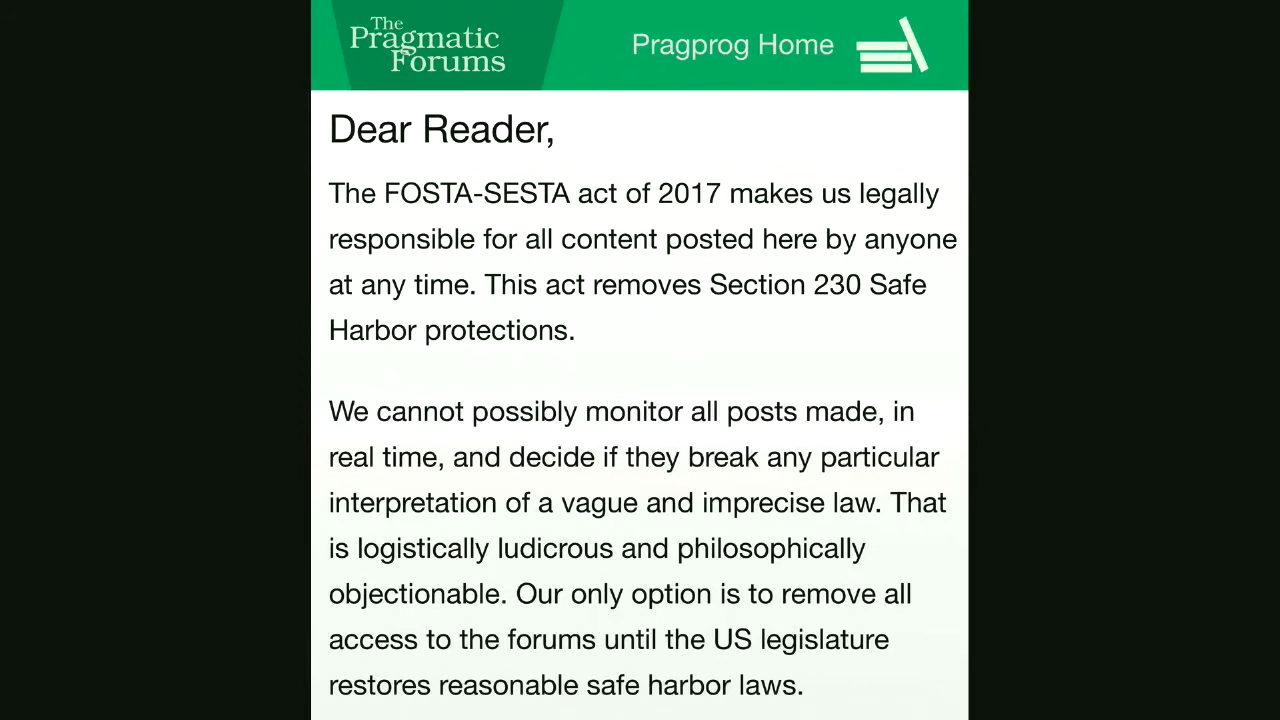 The
Pragmatic
Forums
Pragprog Home
Dear Reader,
The FOSTA-SESTA act of 2017 makes us legally
responsible for all content posted here by anyone
at any time. This act removes Section 230 Safe
Harbor protections.
We cannot possibly monitor all posts made, in
real time, and decide if they break any particular
interpretation of a vague and imprecise law. That
is logistically ludicrous and philosophically
objectionable. Our only option is to remove all
access to the forums until the US legislature
restores reasonable safe harbor laws.